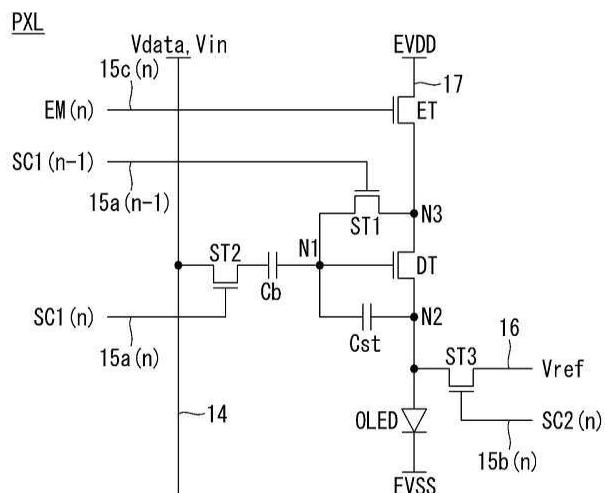 PXL
Vdata, Vin
EVDD
15c(n)
17
EM(n)
ET
SC1(n-1)
15a(n-1)
ST1
N3
ST2
N1
DT
Cb
SC1(n)
N2
15a(n)
Cst
ST3
16
Vref
14
OLED
SC2(n)
15b(n)
EVSS